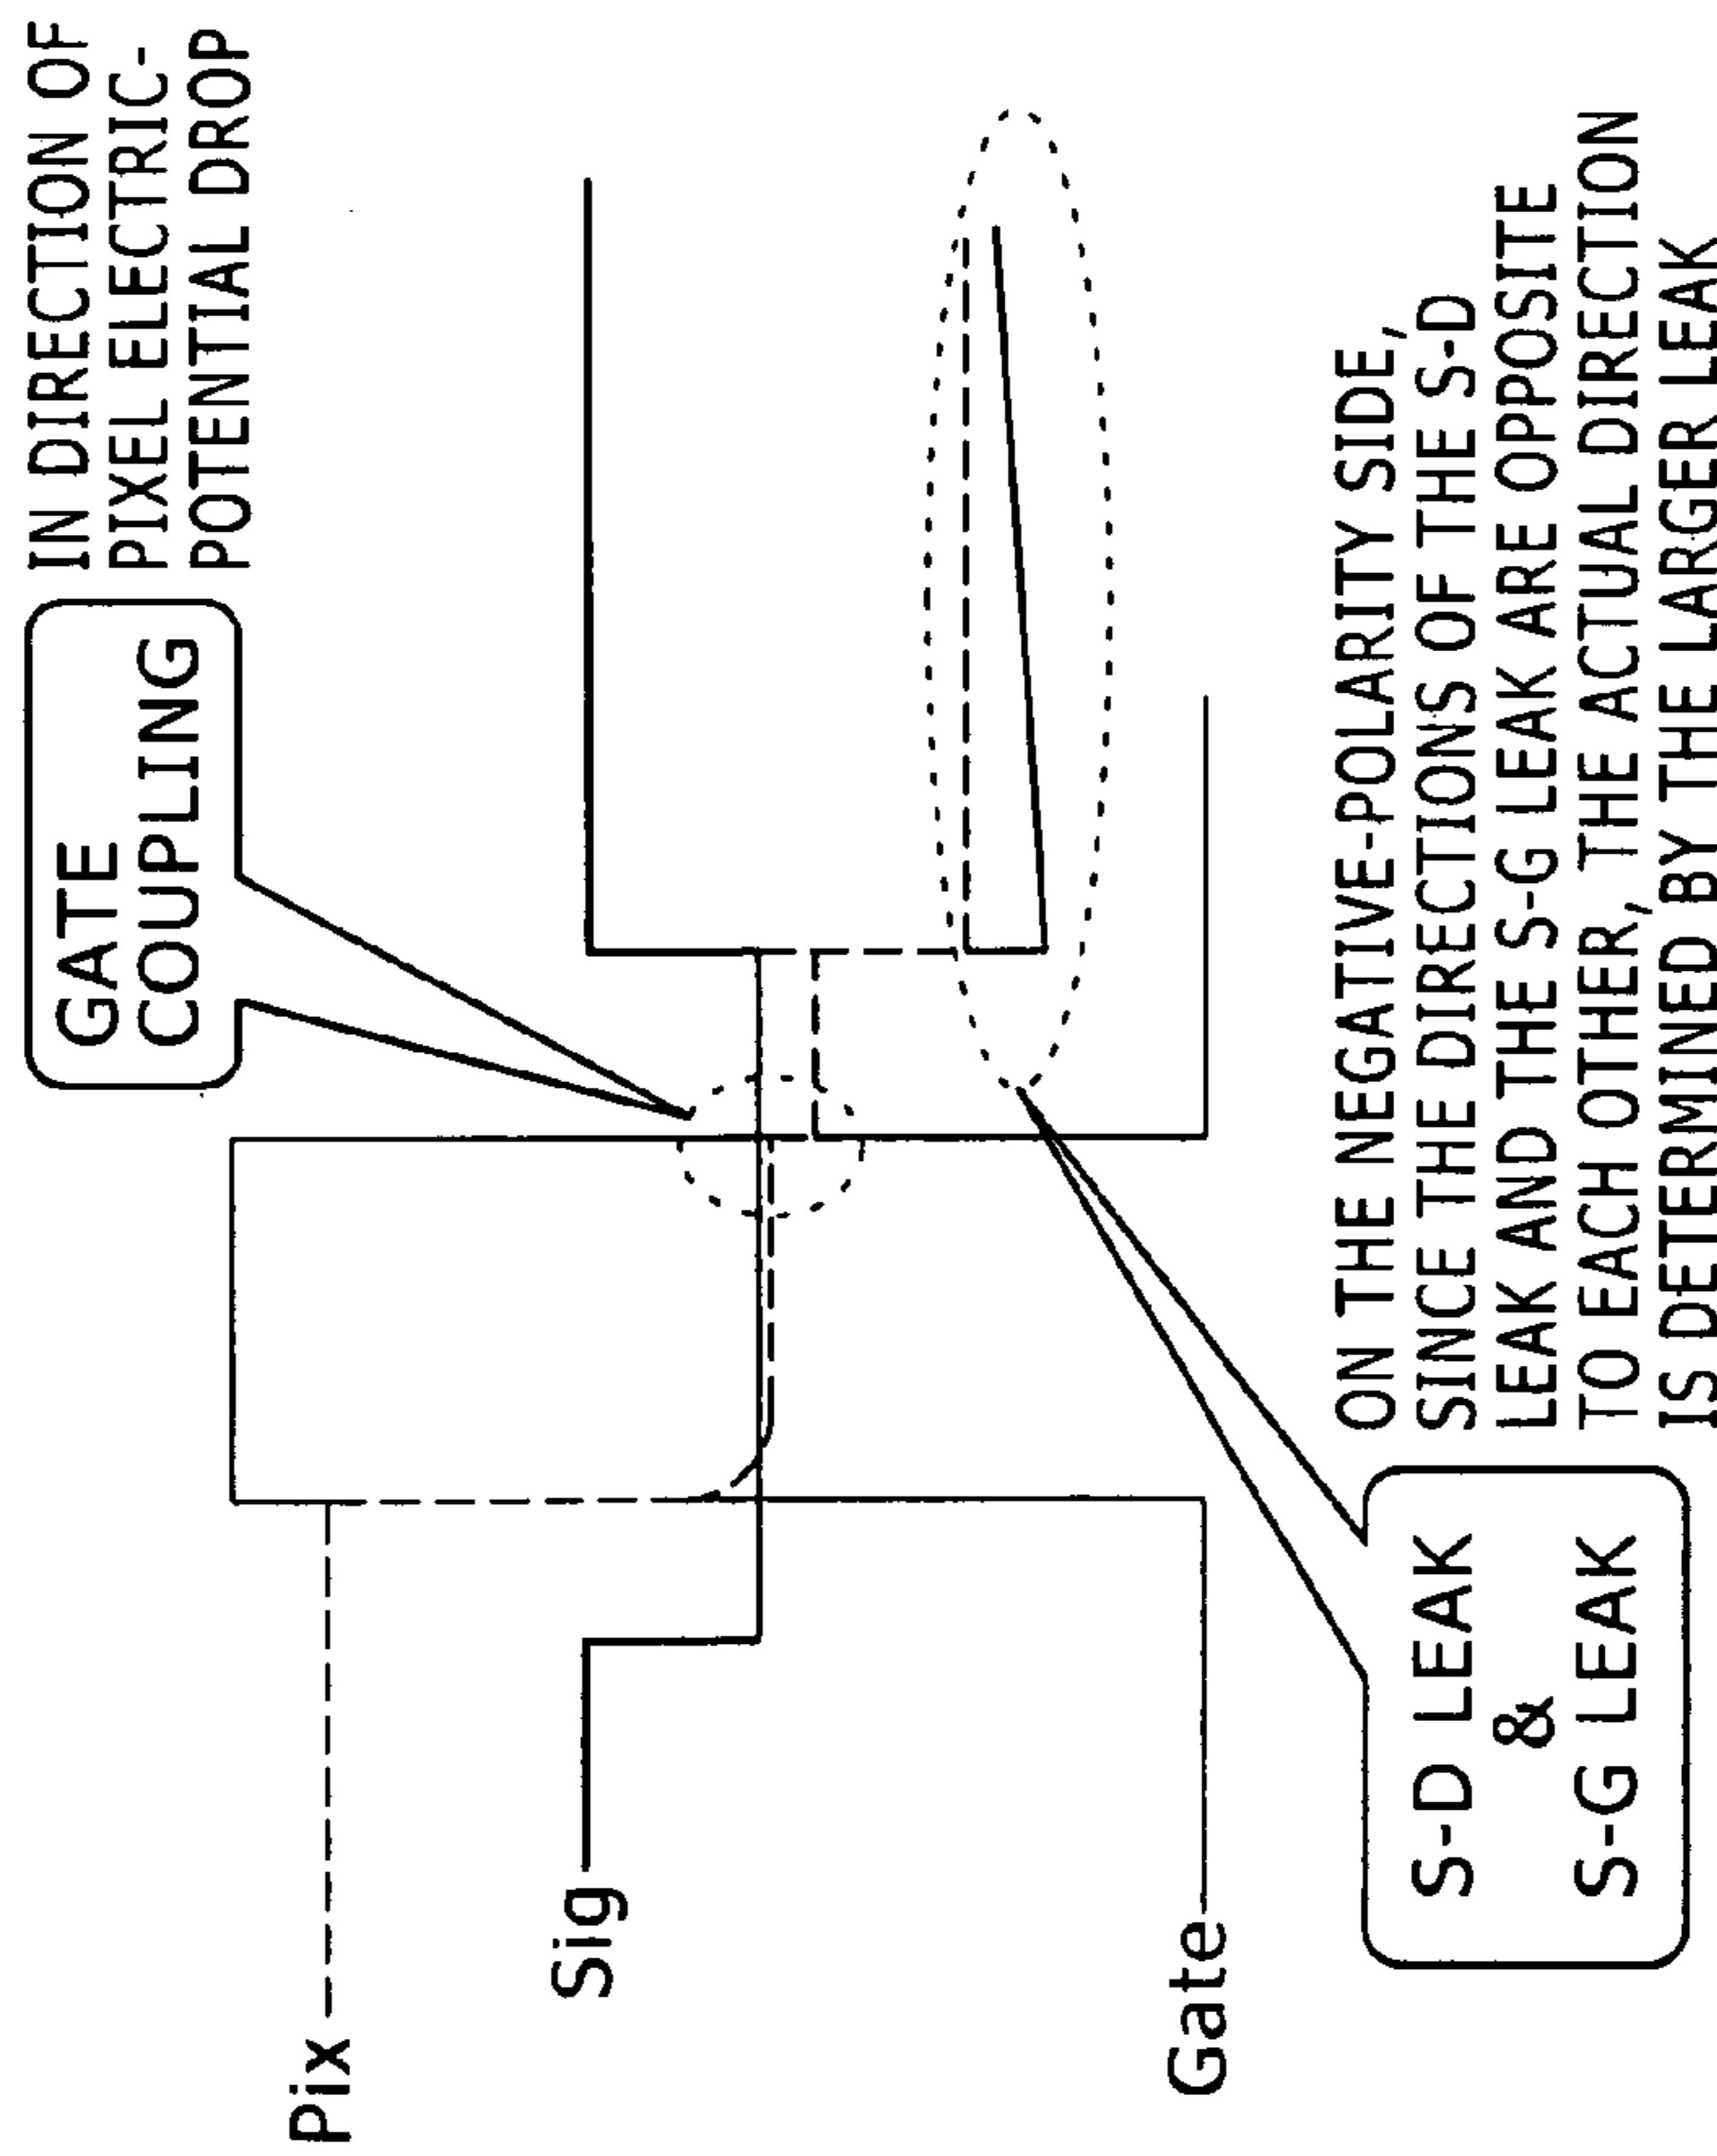 GATE
COUPLING
IN DIRECTION OF
PIXEL ELECTRIC-
POTENTIAL DROP
Pix
Sig
Gate
S-D LEAK
&
S-G LEAK
ON THE NEGATIVE-POLARITY SIDE,
SINCE THE DIRECTIONS OF THE S-D
LEAK AND THE S-G LEAK ARE OPPOSITE
TO EACH OTHER, THE ACTUAL DIRECTION
IS DETERMINED BY THE LARGER LEAK